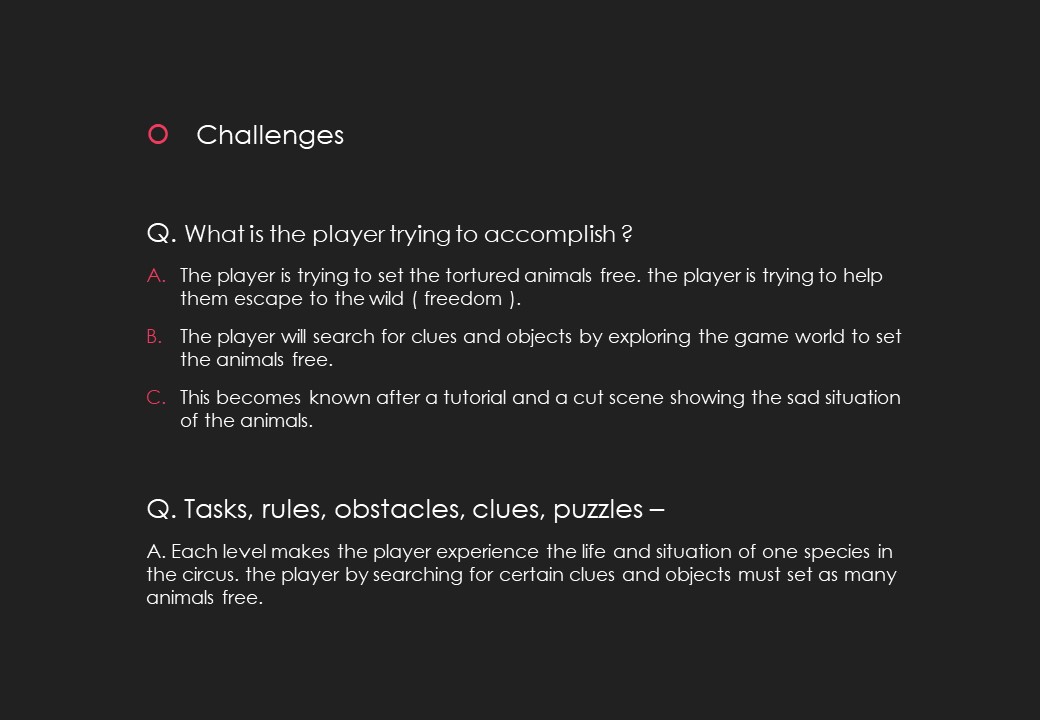 Challenges
Q. What is the player trying to accomplish ?
A. The player is trying to set the tortured animals free. the player is trying to help
them escape to the wild ( freedom ).
B. The player will search for clues and objects by exploring the game world to set
the animals free.
C. This becomes known after a tutorial and a cut scene showing the sad situation
of the animals.
Q. Tasks, rules, obstacles, clues, puzzles –
A. Each level makes the player experience the life and situation of one species in
the circus. the player by searching for certain clues and objects must set as many
animals free.